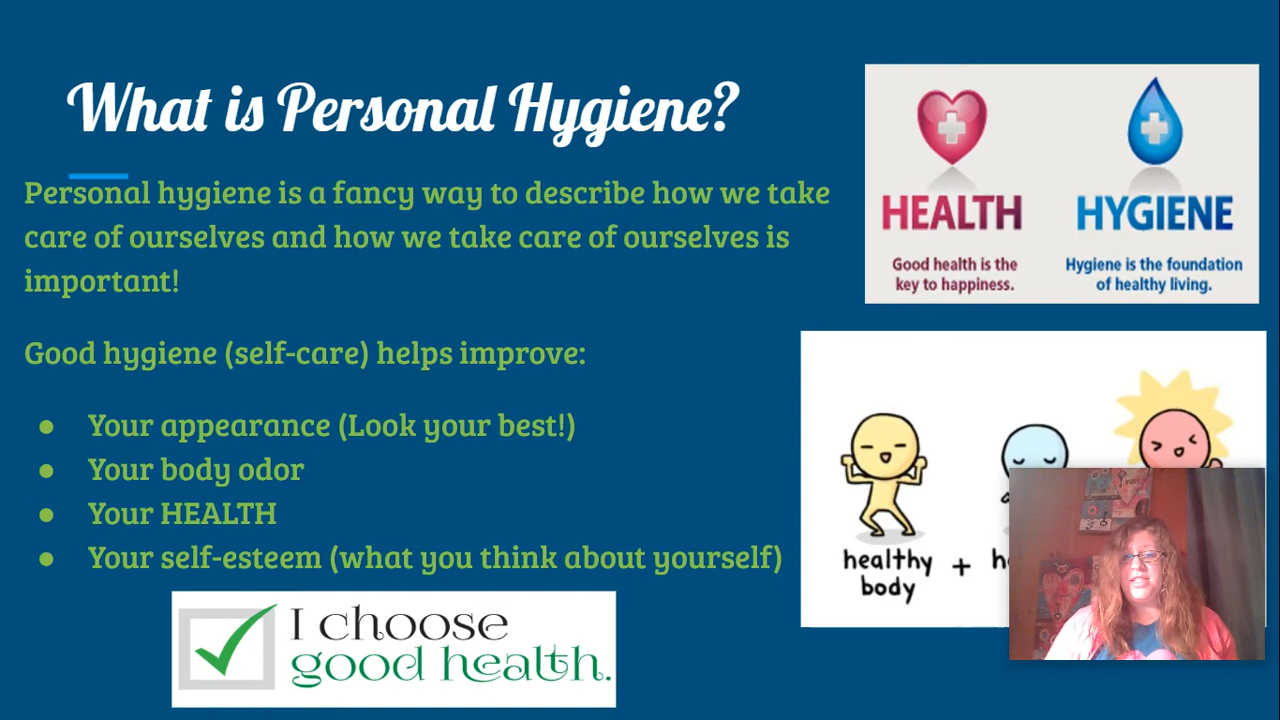 What is Personal Hygiene?
Personal hygiene is a fancy way to describe how we take
care of ourselves and how we take care of ourselves is
important!
Good hygiene (self-care) helps improve:
● Your appearance (Look your best!)
● Your body odor
● Your HEALTH
● Your self-esteem (what you think about yourself)
I choose
good health.
HEALTH
Good health is the
key to happiness.
HYGIENE
Hygiene is the foundation
of healthy living.
healthy
body
+